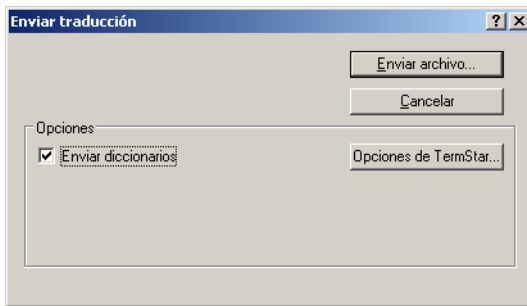 Enviar traducción
Enviar archivo...
Cancelar
Opciones
Enviar diccionarios
Opciones de TermStar...